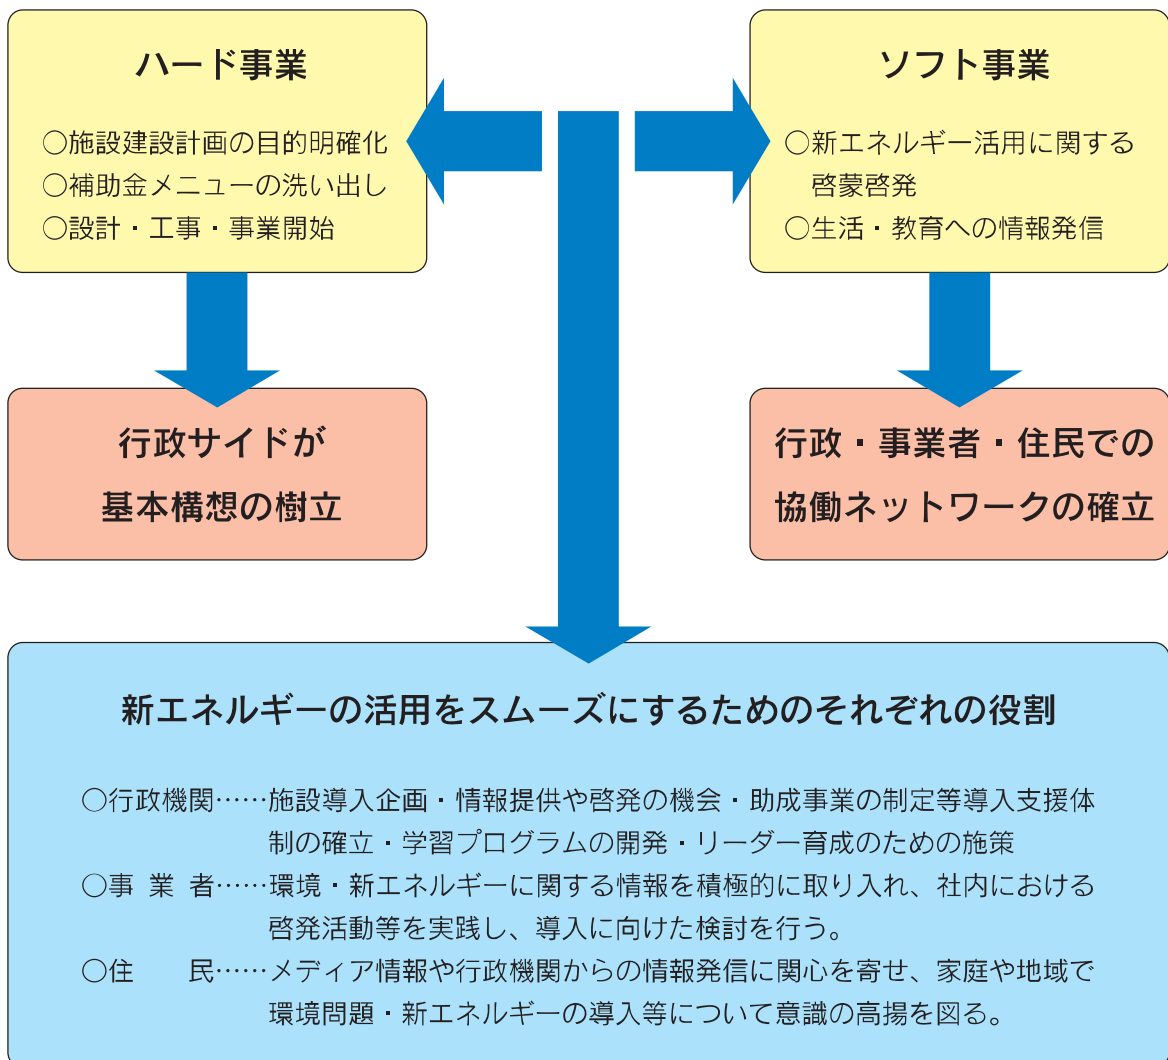 ハード事業
○施設建設計画の目的明確化
○補助金メニューの洗い出し
○設計・工事・事業開始
ソフト事業
○新エネルギー活用に関する
啓蒙啓発
○生活・教育への情報発信
行政サイドが
基本構想の樹立
行政・事業者・住民での
協働ネットワークの確立
新エネルギーの活用をスムーズにするためのそれぞれの役割
○行政機関……施設導入企画・情報提供や啓発の機会・助成事業の制定等導入支援体
制の確立・学習プログラムの開発・リーダー育成のための施策
○事 業 者……環境・新エネルギーに関する情報を積極的に取り入れ、社内における
啓発活動等を実践し、導入に向けた検討を行う。
○住　　民……メディア情報や行政機関からの情報発信に関心を寄せ、家庭や地域で
環境問題・新エネルギーの導入等について意識の高揚を図る。